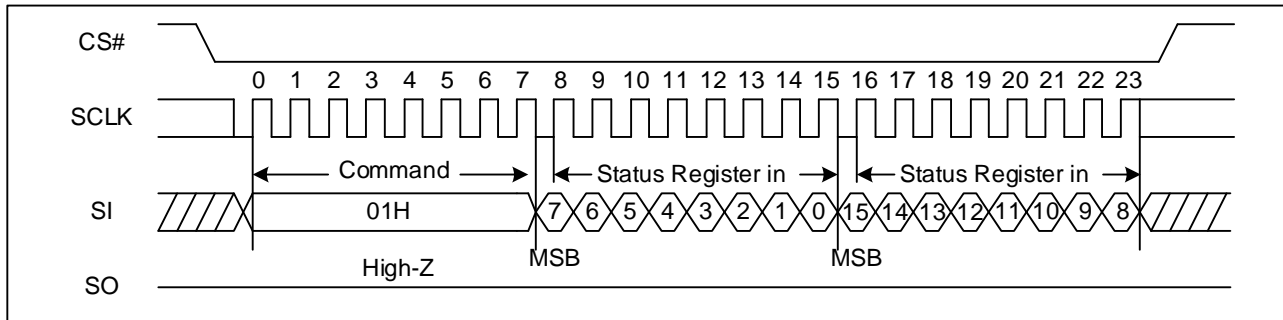 CS#
0 1 2 3 4 5 6 7 8 9 10 11 12 13 14 15 16 17 18 19 20 21 22 23
SCLK
Command Status Register in Status Register in
SI 01H 7 6 5 4 3 2 1 0 15 14 13 12 11 10 9 8
High-Z MSB MSB
SO